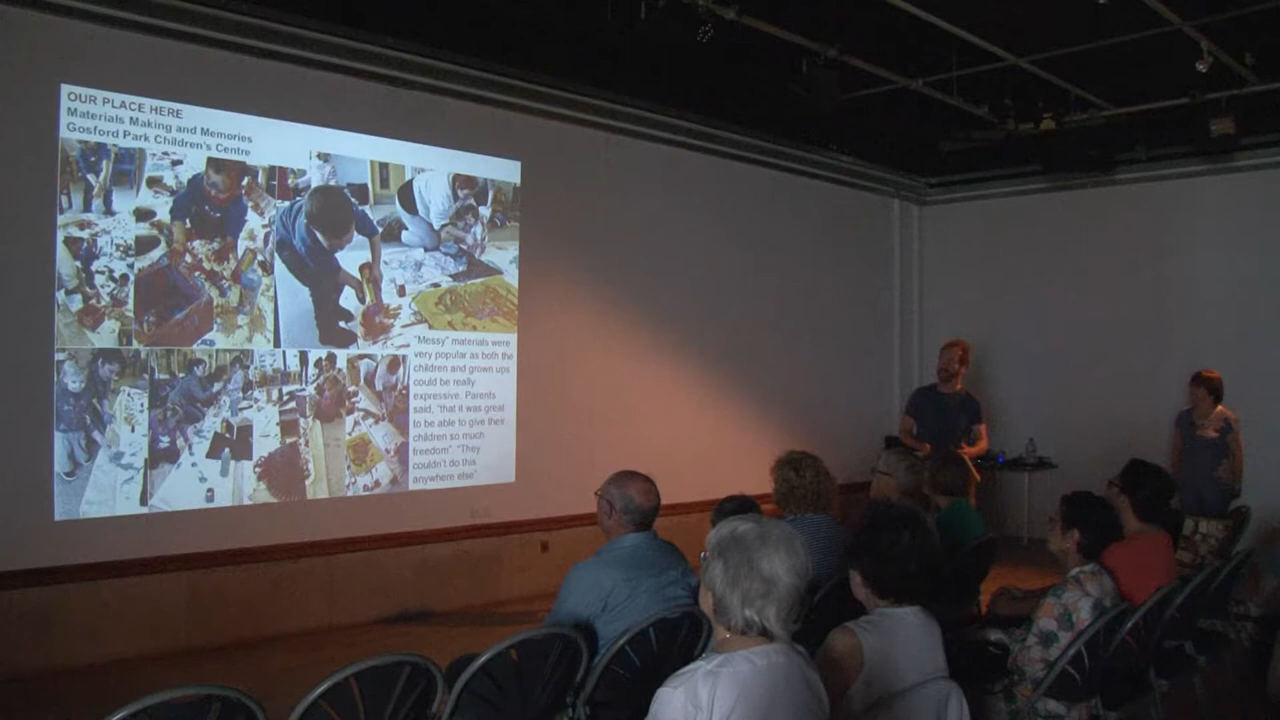 OUR PLACE HERE
Materials Making and Memories
Gosford Park Children's Centre
"Messy" materials were
very popular as both the
children and grown ups
could be really
expressive. Parents
said, "that it was great
to be able to give their
children so much
freedom". "They
couldn't do this
anywhere else"